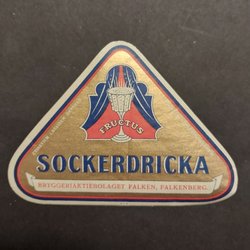 FRUCTUS
SOCKERDRICKA
BRYGGERIAKTIEBOLAGET FALKEN, FALKENBERG.